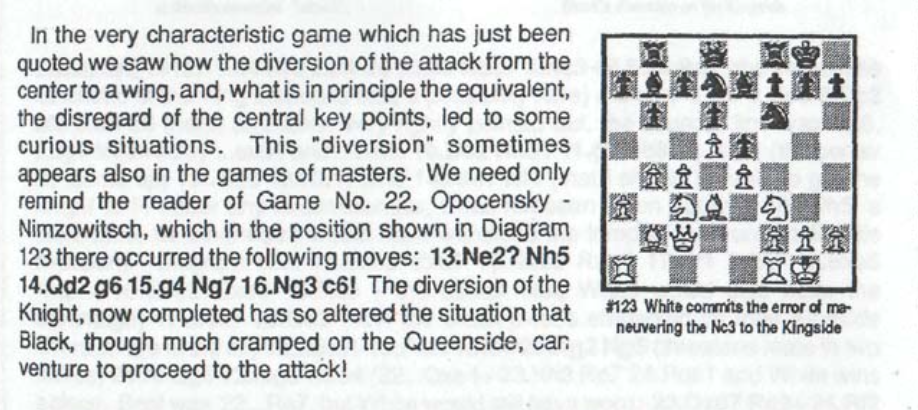 In the very characteristic game which has just been
quoted we saw how the diversion of the attack from the
center to a wing, and, what is in principle the equivalent,
the disregard of the central key points, led to some
curious situations. This "diversion" sometimes
appears also in the games of masters. We need only
remind the reader of Game No. 22, Opocensky -
Nimzowitsch, which in the position shown in Diagram
123 there occurred the following moves: 13.Ne2? Nh5
14.Qd2 g6 15.g4 Ng7 16.Ng3 c6! The diversion of the
Knight, now completed has so altered the situation that
Black, though much cramped on the Queenside, can
venture to proceed to the attack!
#123 White commits the error of ma-
neuvering the Nc3 to the Kingside